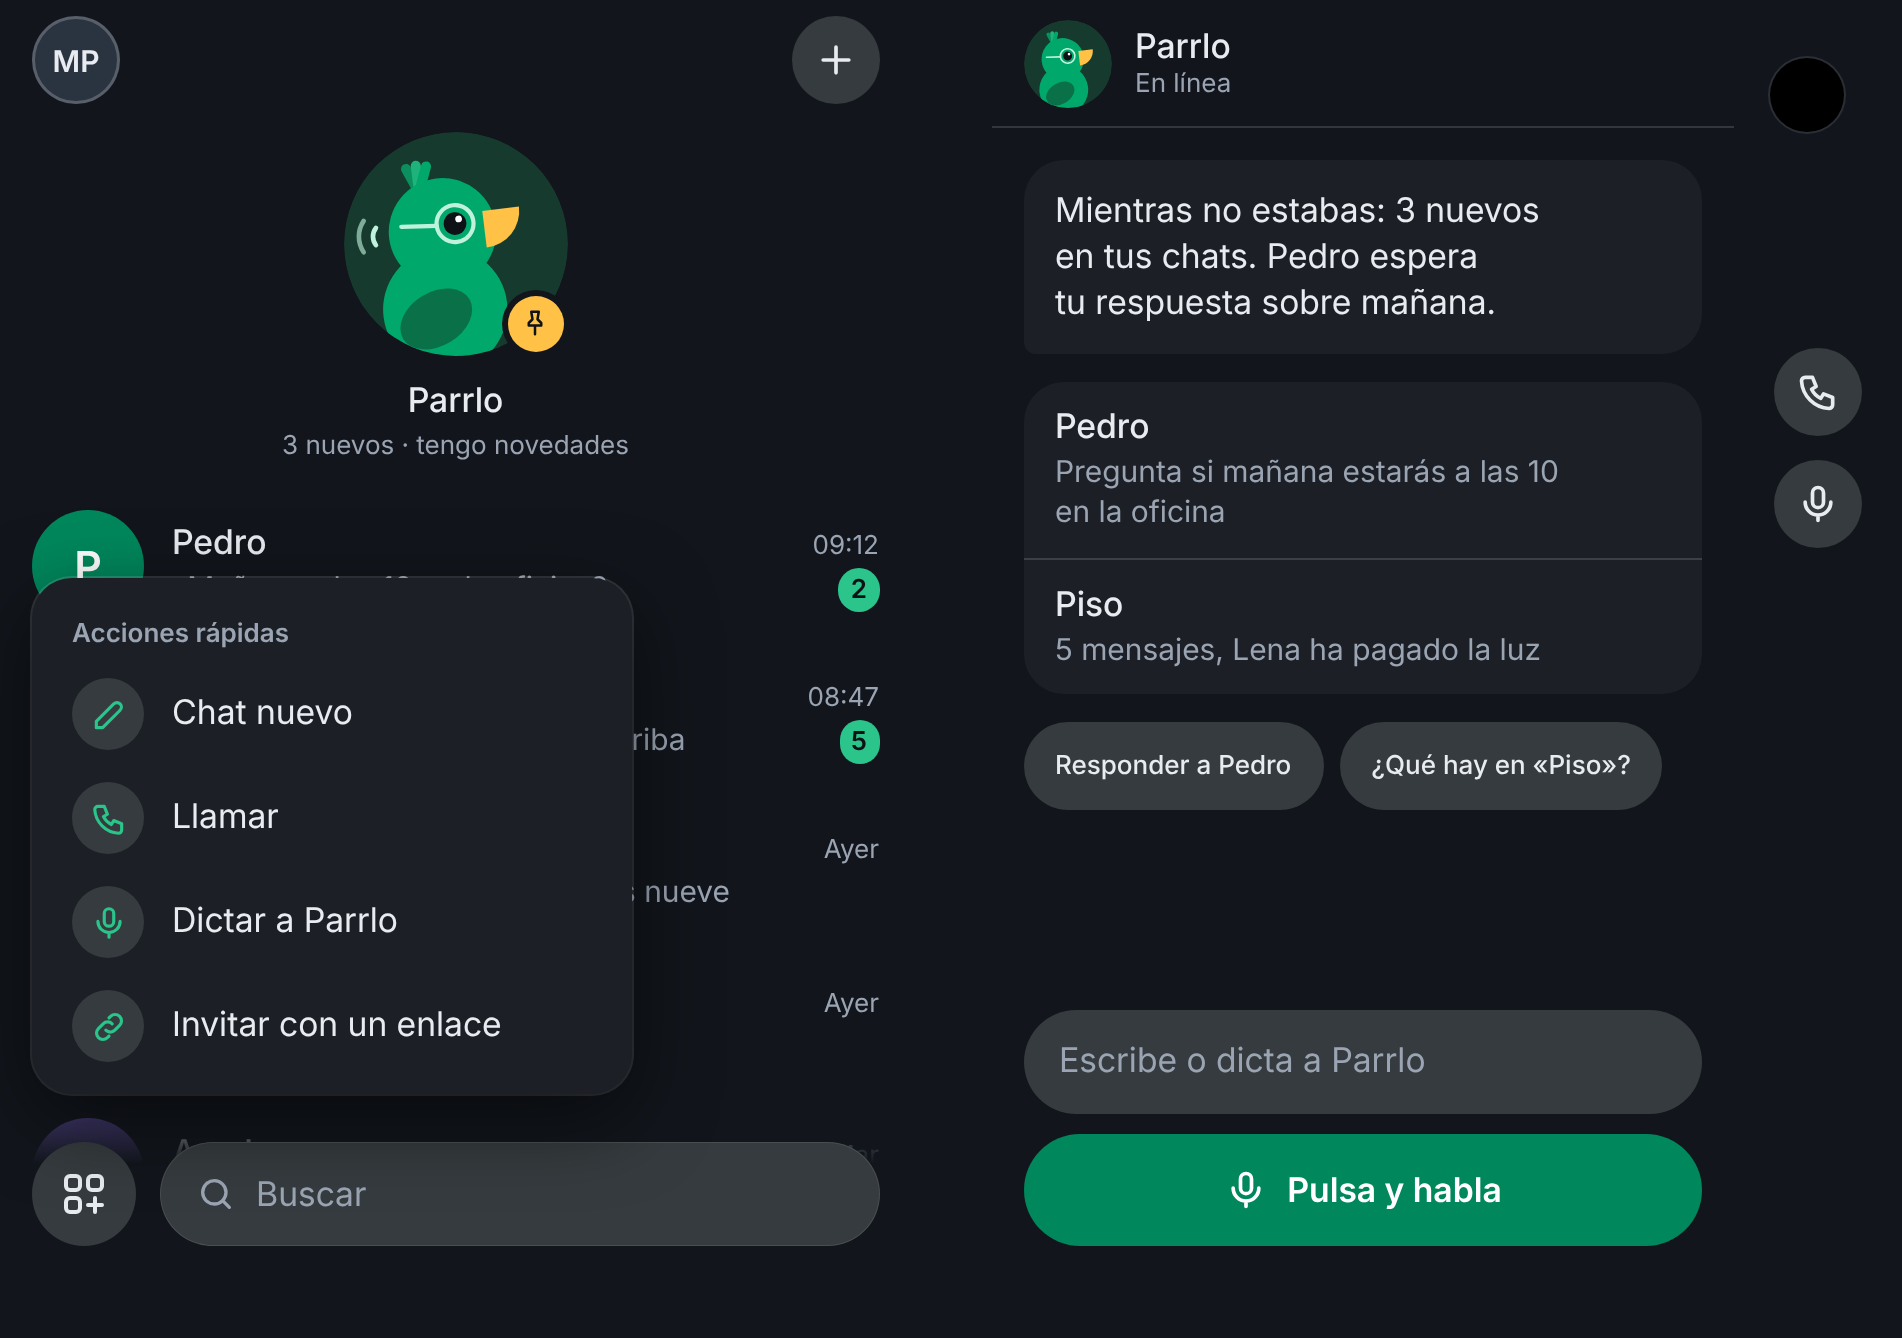 MP
Parrlo
3 nuevos · tengo novedades
Pedro
09:12
P
2
08:47
riba
5
Ayer
nueve
Ayer
Acciones rápidas
Chat nuevo
Llamar
Dictar a Parrlo
Invitar con un enlace
Buscar
Parrlo
En línea
Mientras no estabas: 3 nuevos
en tus chats. Pedro espera
tu respuesta sobre mañana.
Pedro
Pregunta si mañana estarás a las 10
en la oficina
Piso
5 mensajes, Lena ha pagado la luz
Responder a Pedro
¿Qué hay en «Piso»?
Escribe o dicta a Parrlo
Pulsa y habla